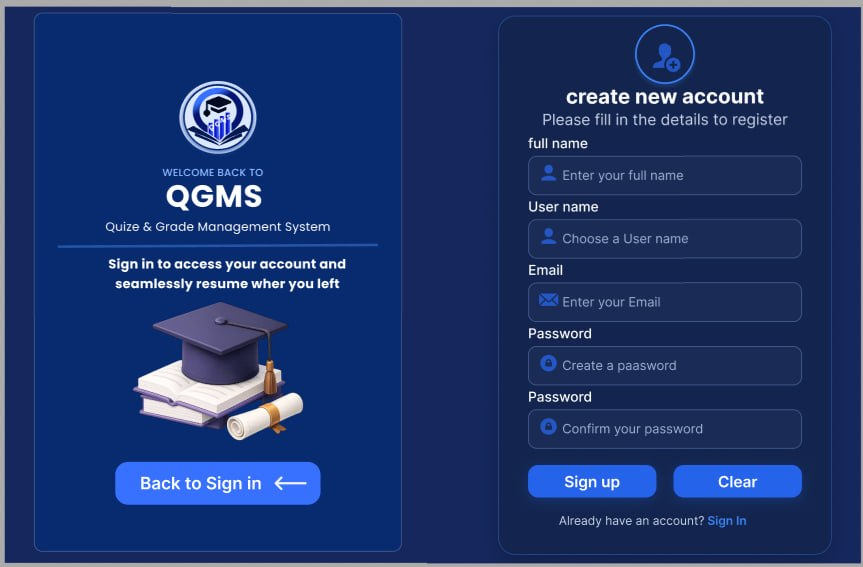 WELCOME BACK TO
QGMS
Quize & Grade Management System
Sign in to access your account and
seamlessly resume wher you left
Back to Sign in
create new account
Please fill in the details to register
full name
Enter your full name
User name
Choose a User name
Email
Enter your Email
Password
Create a paasword
Password
Confirm your password
Sign up
Clear
Already have an account? Sign In